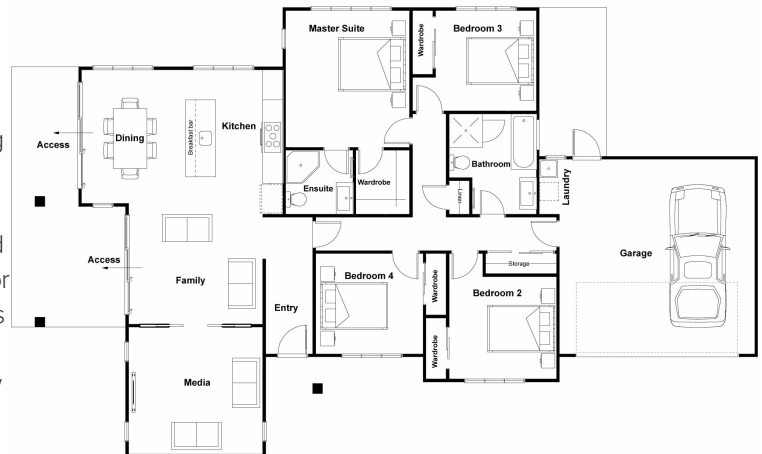 g
d
or
s
y
Master Suite
Wardrobe
Bedroom 3
Dining
Breakfast bar
Kitchen
Access
Ensuite
Wardrobe
Linen
Bathroom
Laundry
Access
Family
Entry
Bedroom 4
Wardrobe
Wardrobe
Storage
Bedroom 2
Garage
Media